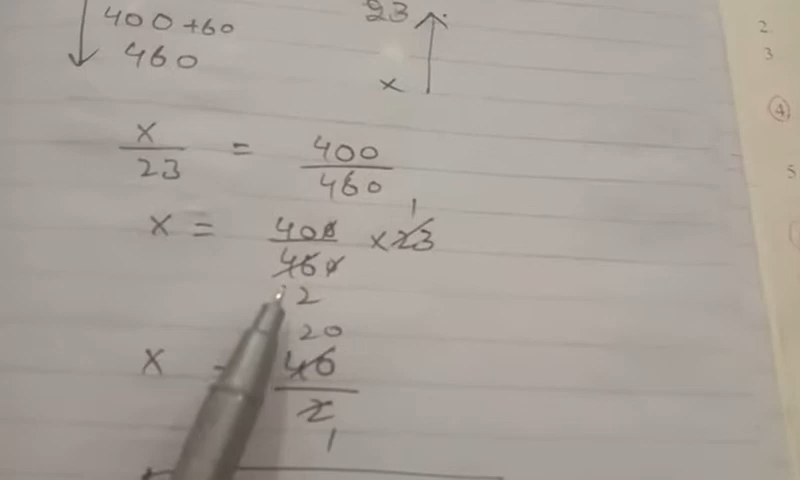 400 +60
23
460
x
x/23 = 400/460
1
x = 400/460 x 23
2
20
x = 40/2
1
2
3
4
5